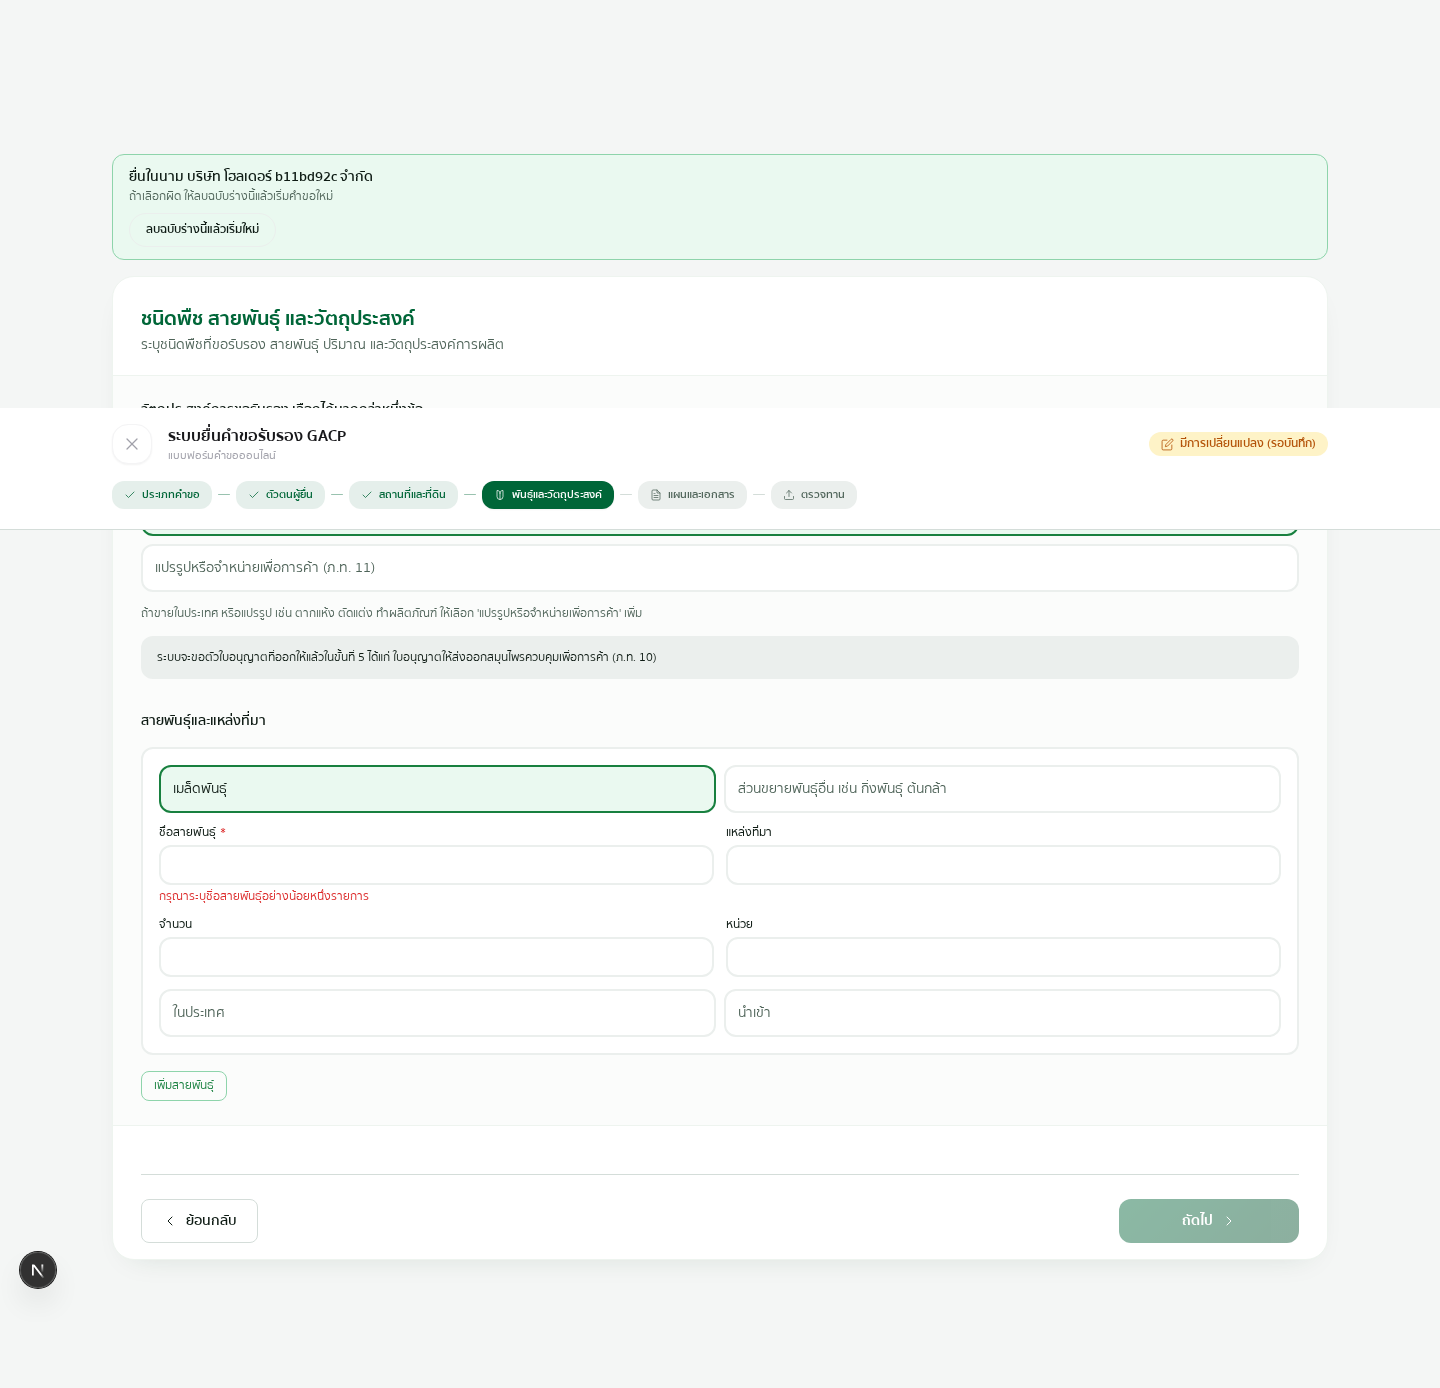 ยื่นในนาม บริษัท โฮลเดอร์ b11bd92c จำกัด
ถ้าเลือกผิด ให้ลบฉบับร่างนี้แล้วเริ่มคำขอใหม่
ลบฉบับร่างนี้แล้วเริ่มใหม่
ชนิดพืช สายพันธุ์ และวัตถุประสงค์
ระบุชนิดพืชที่ขอรับรอง สายพันธุ์ ปริมาณ และวัตถุประสงค์การผลิต
ระบบยื่นคำขอรับรอง GACP
แบบฟอร์มคำขอออนไลน์
มีการเปลี่ยนแปลง (รอบันทึก)
ประเภทคำขอ
ตัวตนผู้ยื่น
สถานที่และที่ดิน
พันธุ์และวัตถุประสงค์
แผนและเอกสาร
ตรวจทาน
แปรรูปหรือจำหน่ายเพื่อการค้า (ภ.ท. 11)
ถ้าขายในประเทศ หรือแปรรูป เช่น ตากแห้ง ตัดแต่ง ทำผลิตภัณฑ์ ให้เลือก 'แปรรูปหรือจำหน่ายเพื่อการค้า' เพิ่ม
ระบบจะขอตัวใบอนุญาตที่ออกให้แล้วในขั้นที่ 5 ได้แก่ ใบอนุญาตให้ส่งออกสมุนไพรควบคุมเพื่อการค้า (ภ.ท. 10)
สายพันธุ์และแหล่งที่มา
เมล็ดพันธุ์
ส่วนขยายพันธุ์อื่น เช่น กิ่งพันธุ์ ต้นกล้า
ชื่อสายพันธุ์ *
แหล่งที่มา
กรุณาระบุชื่อสายพันธุ์อย่างน้อยหนึ่งรายการ
จำนวน
หน่วย
ในประเทศ
นำเข้า
เพิ่มสายพันธุ์
ย้อนกลับ
ถัดไป